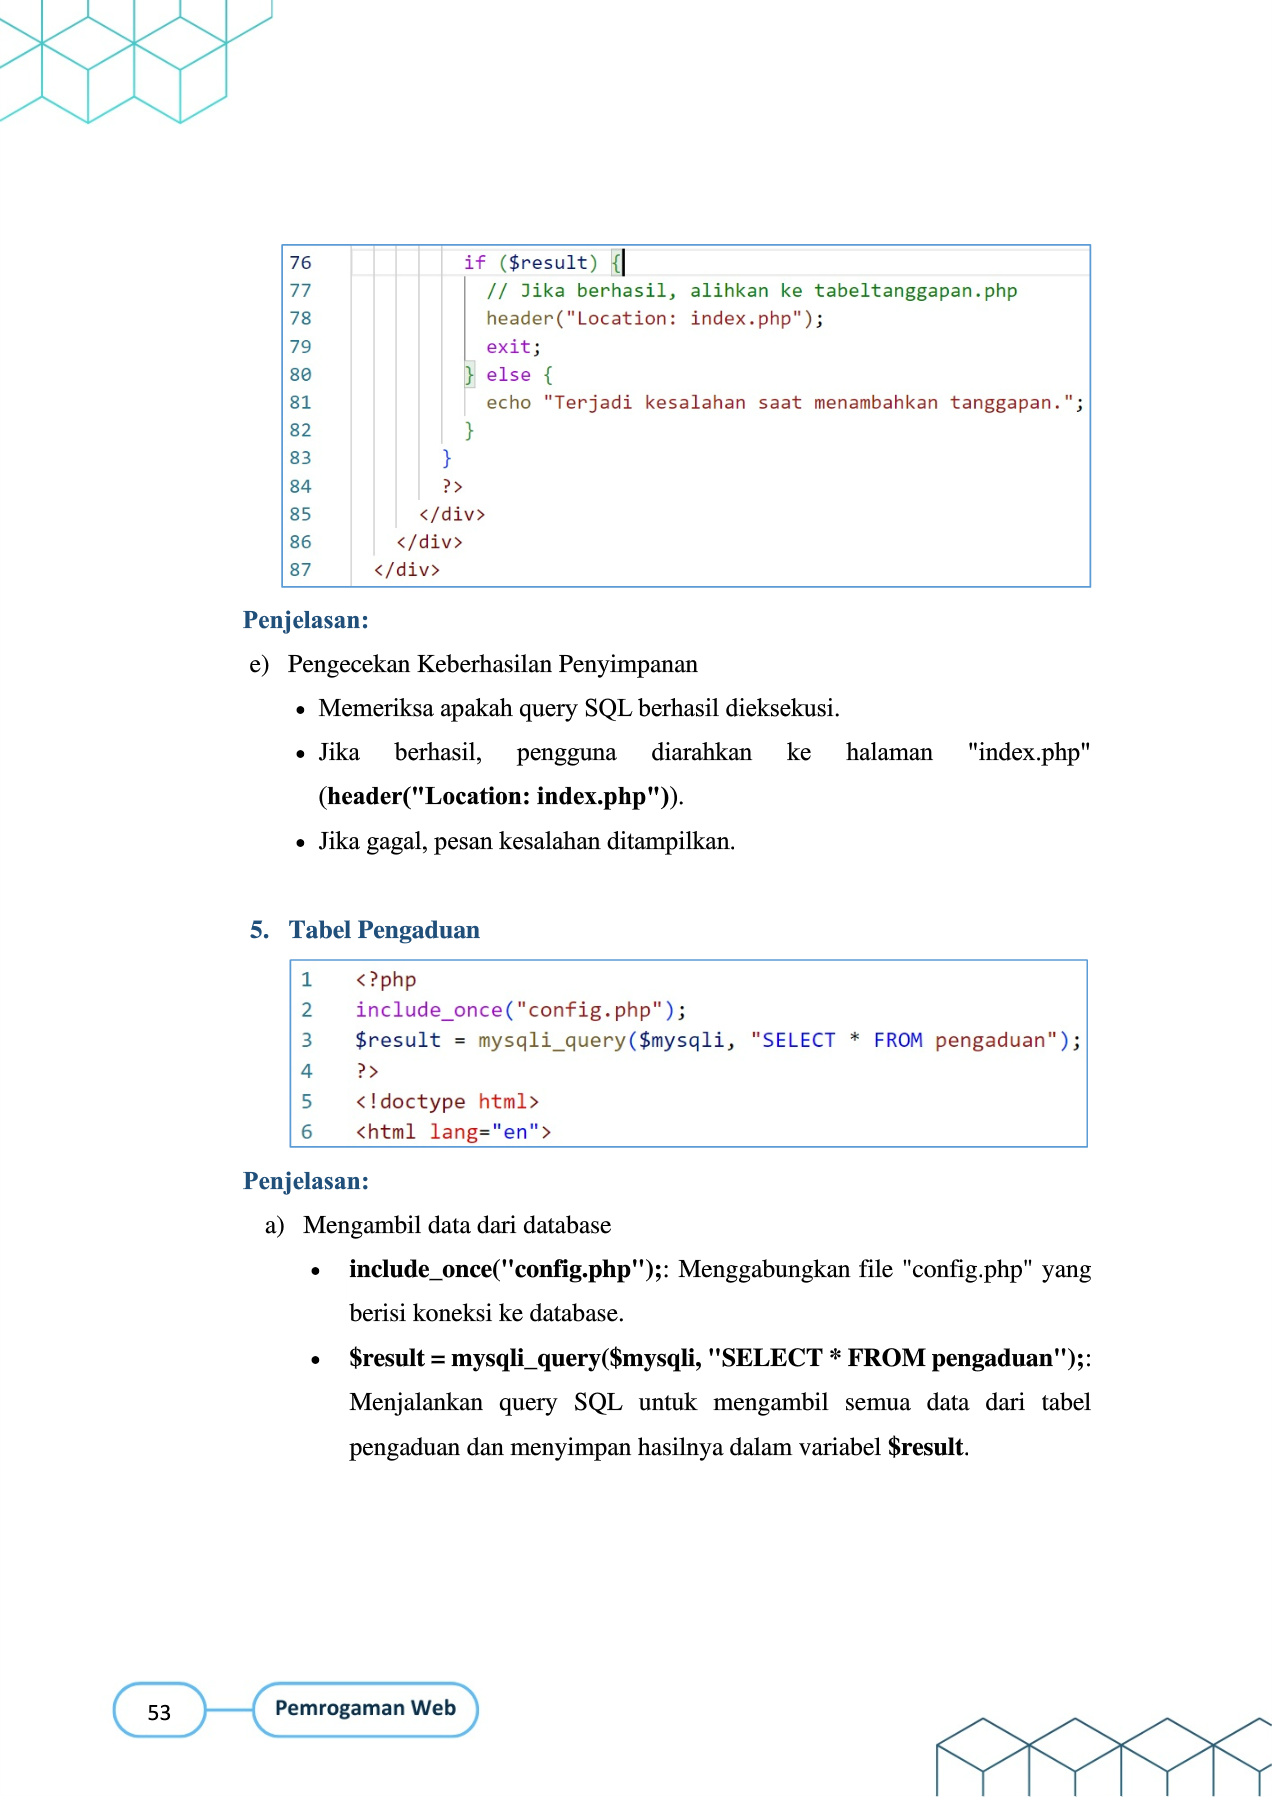 76 if ($result) {
77 // Jika berhasil, alihkan ke tabeltanggapan.php
78 header("Location: index.php");
79 exit;
80 } else {
81 echo "Terjadi kesalahan saat menambahkan tanggapan.";
82 }
83 }
84 ?>
85 </div>
86 </div>
87 </div>
Penjelasan:
e) Pengecekan Keberhasilan Penyimpanan
• Memeriksa apakah query SQL berhasil dieksekusi.
• Jika berhasil, pengguna diarahkan ke halaman "index.php"
(header("Location: index.php")).
• Jika gagal, pesan kesalahan ditampilkan.
5. Tabel Pengaduan
1 <?php
2 include_once("config.php");
3 $result = mysqli_query($mysqli, "SELECT * FROM pengaduan");
4 ?>
5 <!doctype html>
6 <html lang="en">
Penjelasan:
a) Mengambil data dari database
• include_once("config.php");: Menggabungkan file "config.php" yang
berisi koneksi ke database.
• $result = mysqli_query($mysqli, "SELECT * FROM pengaduan");:
Menjalankan query SQL untuk mengambil semua data dari tabel
pengaduan dan menyimpan hasilnya dalam variabel $result.
53 Pemrogaman Web